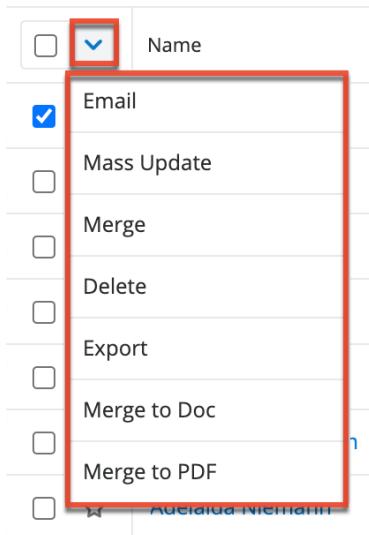 Name
Email
Mass Update
Merge
Delete
Export
Merge to Doc
Merge to PDF
Adelaida Niemann